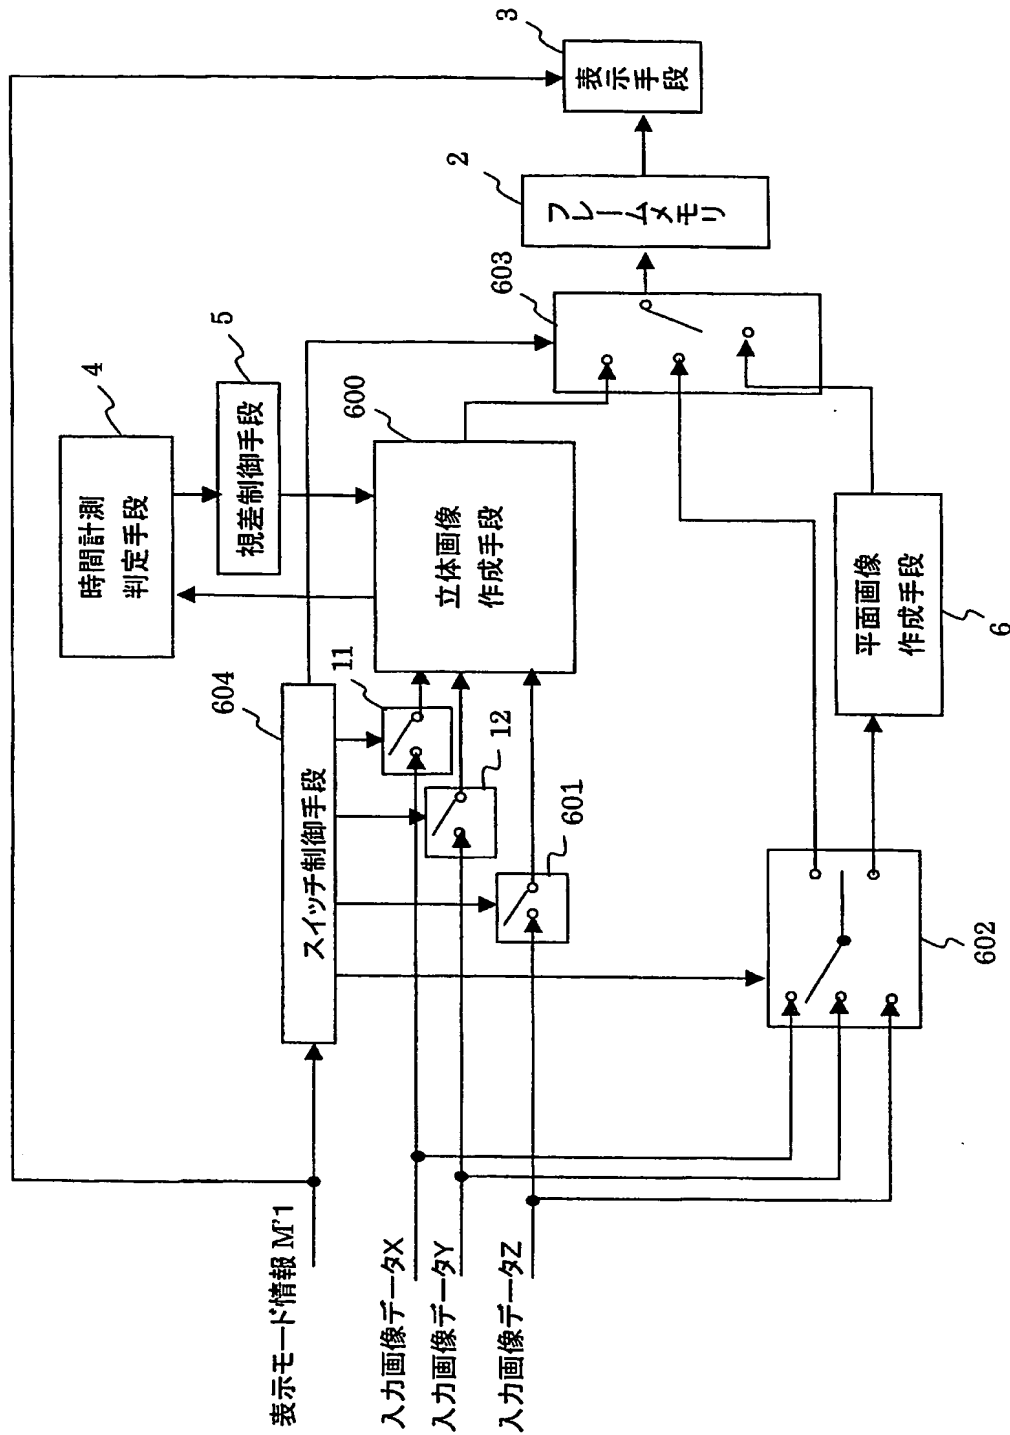 表示モード情報 M'1
入力画像データX
入力画像データY
入力画像データZ
スイッチ制御手段
604
時間計測
判定手段
4
視差制御手段
5
立体画像
作成手段
600
11
12
601
602
平面画像
作成手段
6
603
フレームメモリ
2
表示手段
3